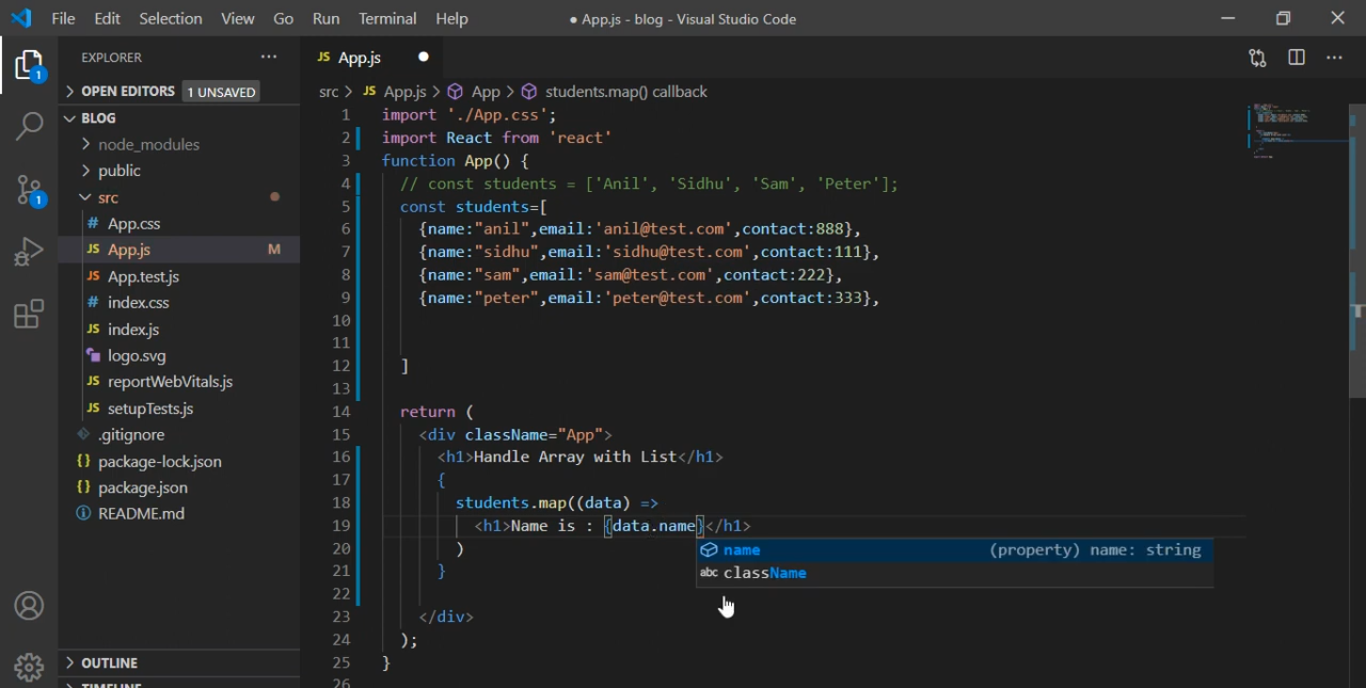 File Edit Selection View Go Run Terminal Help
● App.js - blog - Visual Studio Code
EXPLORER
JS App.js
1
OPEN EDITORS 1 UNSAVED
src > JS App.js > App > students.map() callback
BLOG
node_modules
public
src
1
# App.css
JS App.js M
JS App.test.js
# index.css
JS index.js
logo.svg
JS reportWebVitals.js
JS setupTests.js
.gitignore
{} package-lock.json
{} package.json
README.md
OUTLINE
TIMELINE
1 import './App.css';
2 import React from 'react'
3 function App() {
4 // const students = ['Anil', 'Sidhu', 'Sam', 'Peter'];
5 const students=[
6 {name:"anil",email:'anil@test.com',contact:888},
7 {name:"sidhu",email:'sidhu@test.com',contact:111},
8 {name:"sam",email:'sam@test.com',contact:222},
9 {name:"peter",email:'peter@test.com',contact:333},
10
11
12 ]
13
14 return (
15 <div className="App">
16 <h1>Handle Array with List</h1>
17 {
18 students.map((data) =>
19 <h1>Name is : {data.name}</h1>
20 )
21 }
22
23 </div>
24 );
25 }
26
name (property) name: string
abc className